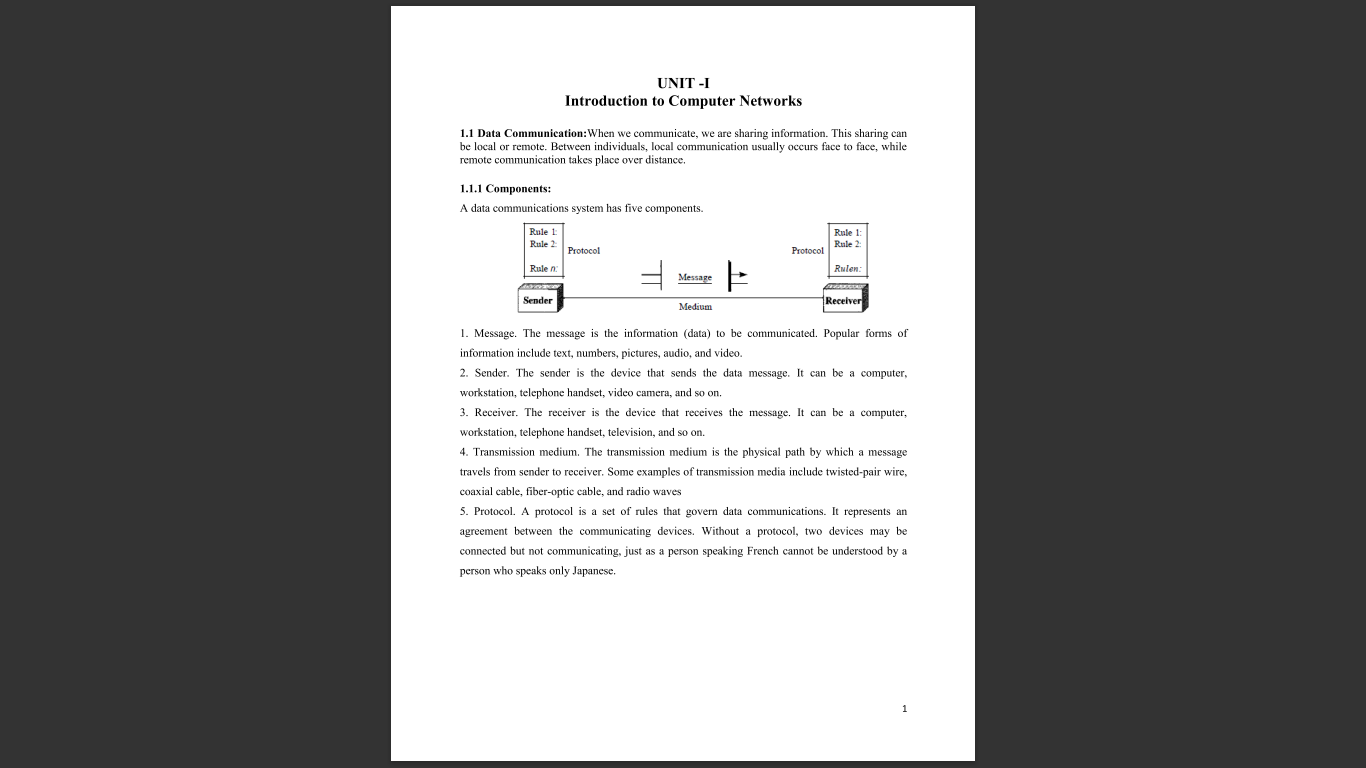 UNIT -I
Introduction to Computer Networks
1.1 Data Communication:When we communicate, we are sharing information. This sharing can
be local or remote. Between individuals, local communication usually occurs face to face, while
remote communication takes place over distance.
1.1.1 Components:
A data communications system has five components.
Rule 1:
Rule 2:
Rule n:
Protocol
Sender
Message
Medium
Protocol
Rule 1:
Rule 2:
Rulen:
Receiver
1. Message. The message is the information (data) to be communicated. Popular forms of
information include text, numbers, pictures, audio, and video.
2. Sender. The sender is the device that sends the data message. It can be a computer,
workstation, telephone handset, video camera, and so on.
3. Receiver. The receiver is the device that receives the message. It can be a computer,
workstation, telephone handset, television, and so on.
4. Transmission medium. The transmission medium is the physical path by which a message
travels from sender to receiver. Some examples of transmission media include twisted-pair wire,
coaxial cable, fiber-optic cable, and radio waves
5. Protocol. A protocol is a set of rules that govern data communications. It represents an
agreement between the communicating devices. Without a protocol, two devices may be
connected but not communicating, just as a person speaking French cannot be understood by a
person who speaks only Japanese.
1